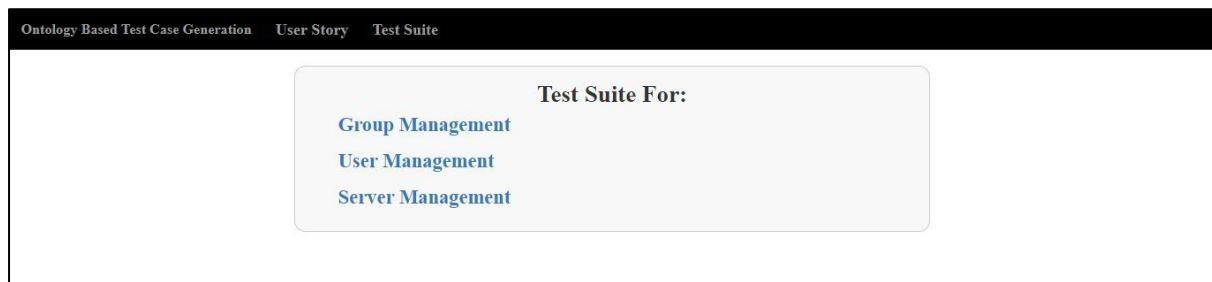 Ontology Based Test Case Generation User Story Test Suite
Test Suite For:
Group Management
User Management
Server Management